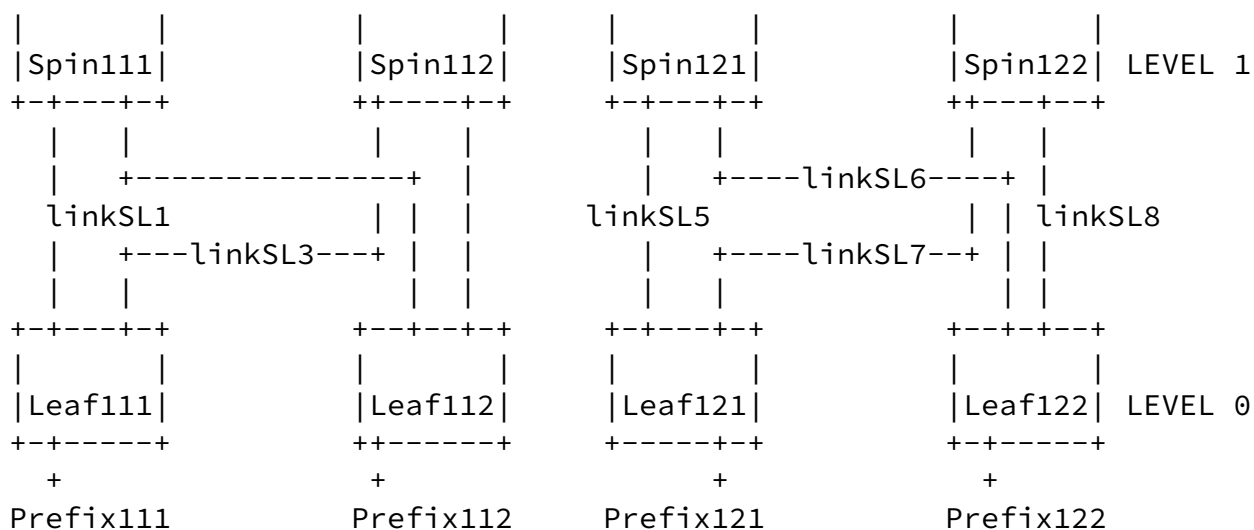 Spin111 Spin112 Spin121 Spin122 LEVEL 1
linkSL6
linkSL1 linkSL5 linkSL8
linkSL3 linkSL7
Leaf111 Leaf112 Leaf121 Leaf122 LEVEL 0
Prefix111 Prefix112 Prefix121 Prefix122